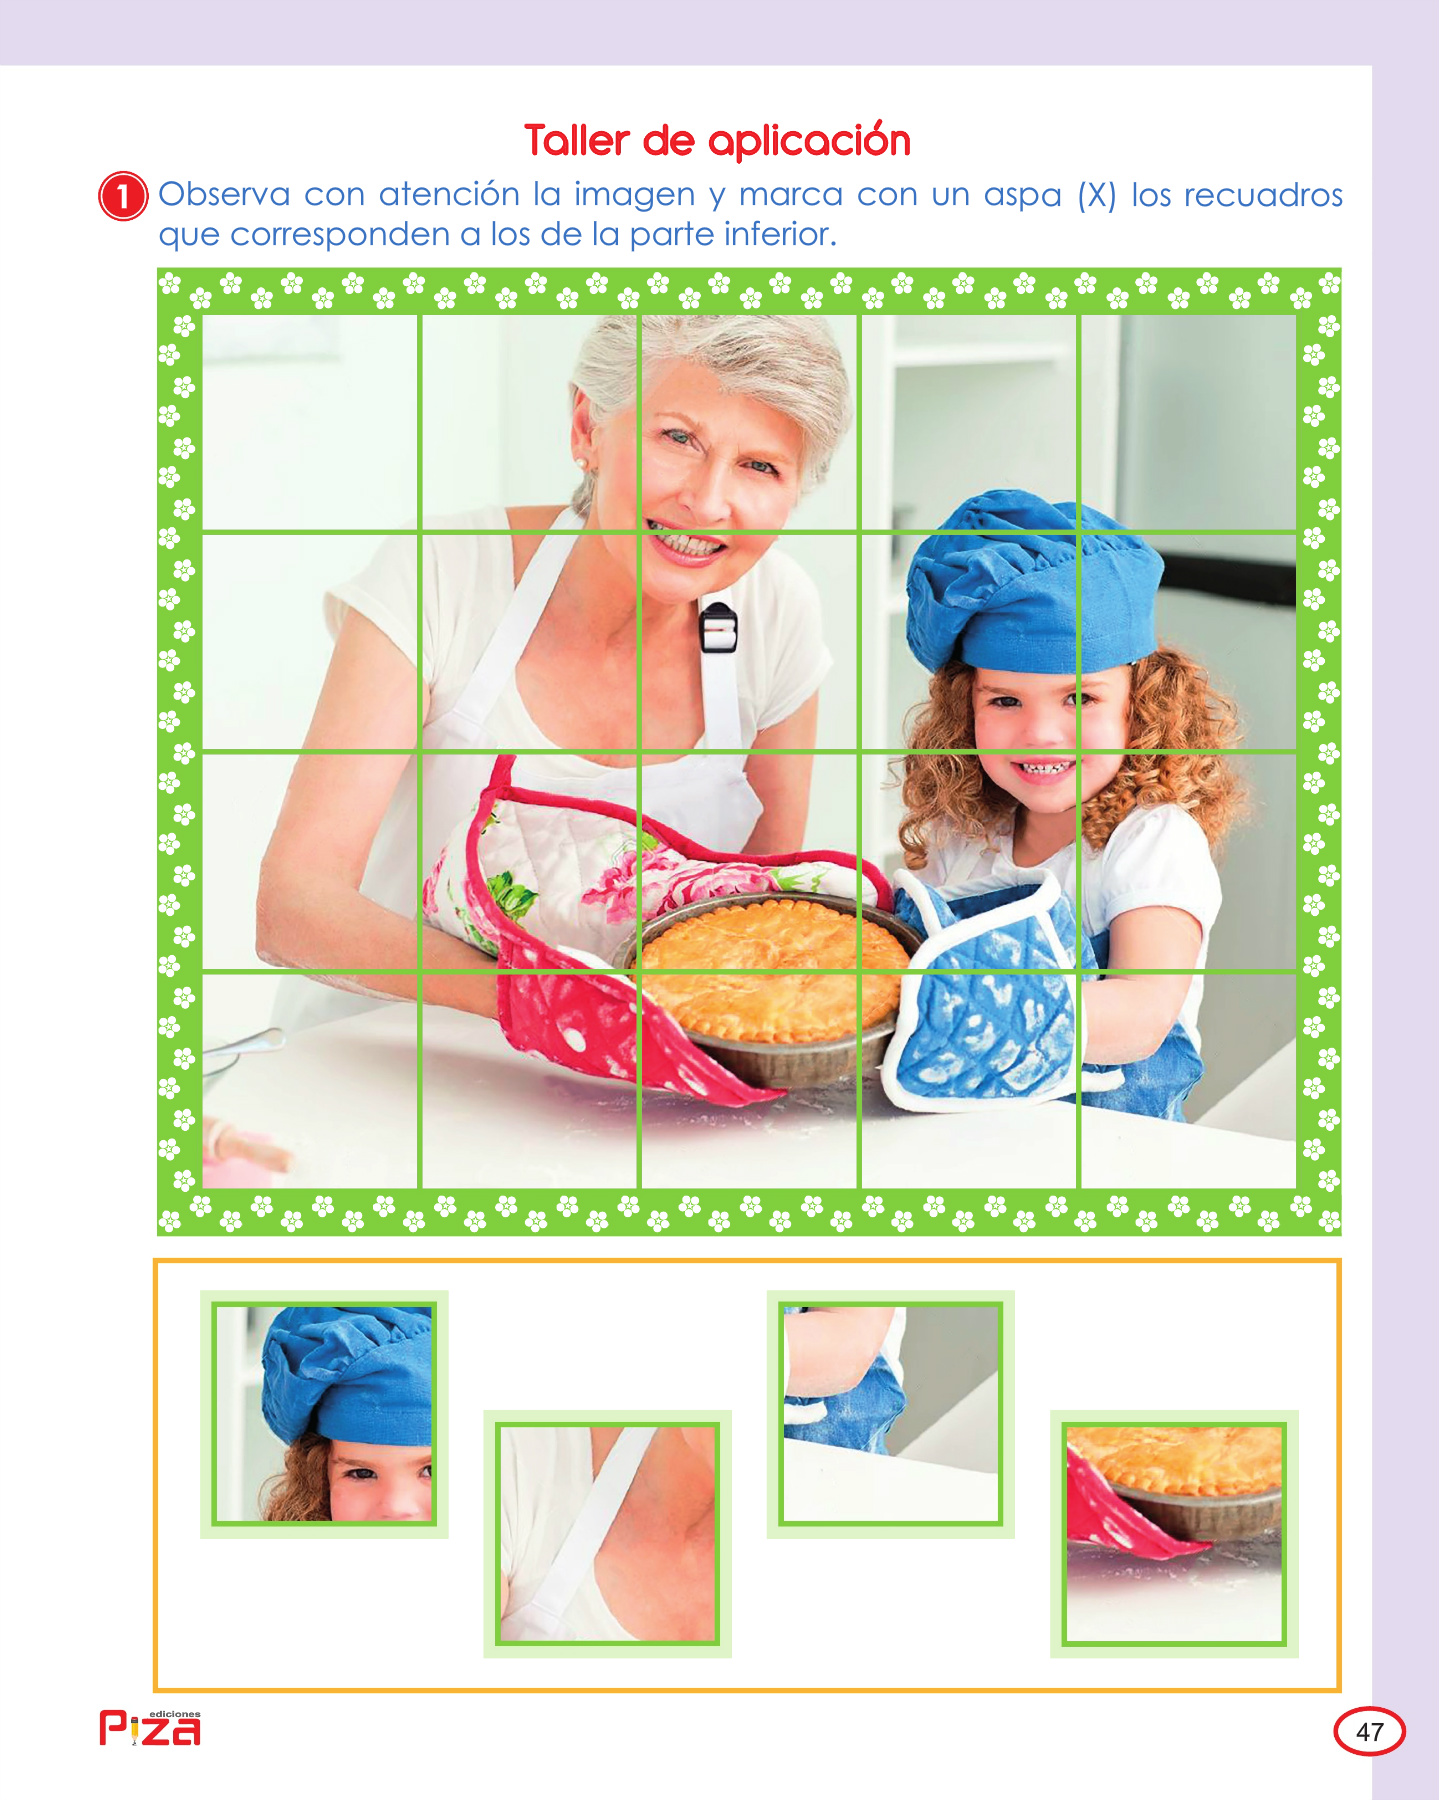 Taller de aplicación
1 Observa con atención la imagen y marca con un aspa (X) los recuadros
que corresponden a los de la parte inferior.
ediciones
Piza
47